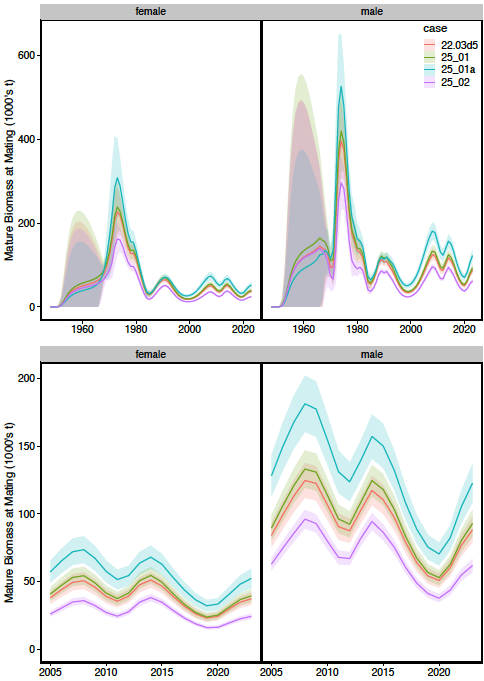 female male
case
22.03d5
25_01
25_01a
25_02
Mature Biomass at Mating (1000's t)
600
400
200
0
1960 1980 2000 2020 1960 1980 2000 2020
female male
Mature Biomass at Mating (1000's t)
200
150
100
50
0
2005 2010 2015 2020 2005 2010 2015 2020